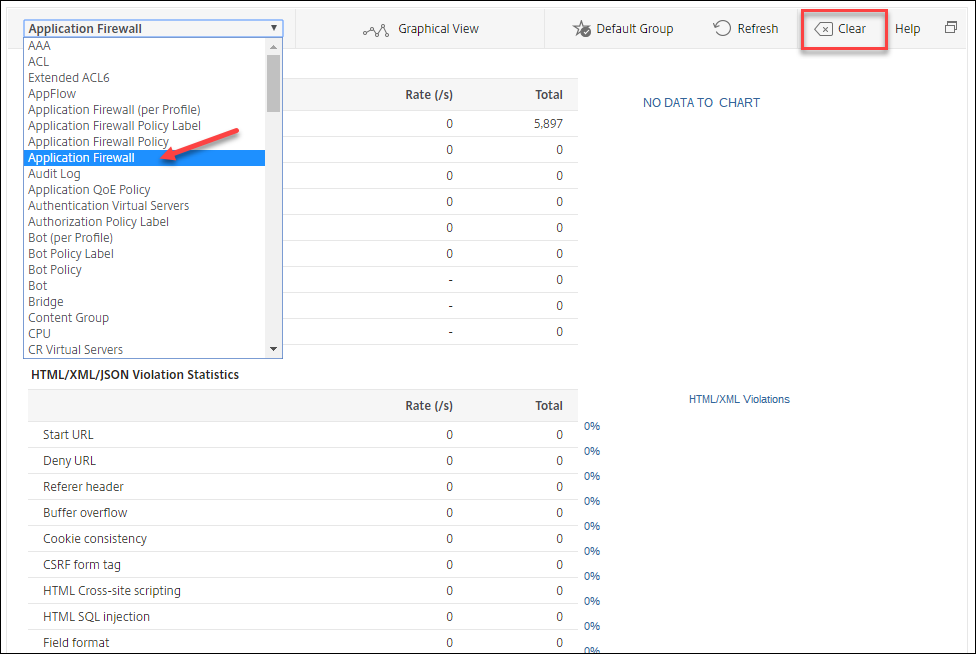 Application Firewall ▼ Graphical View Default Group Refresh Clear Help
AAA
ACL
Extended ACL6
AppFlow
Application Firewall (per Profile)
Application Firewall Policy Label
Application Firewall Policy
Application Firewall
Audit Log
Application QoE Policy
Authentication Virtual Servers
Authorization Policy Label
Bot (per Profile)
Bot Policy Label
Bot Policy
Bot
Bridge
Content Group
CPU
CR Virtual Servers
Rate (/s) Total
0 5,897
0 0
0 0
0 0
0 0
0 0
- 0
- 0
- 0
NO DATA TO CHART
HTML/XML/JSON Violation Statistics
Rate (/s) Total
Start URL 0 0
Deny URL 0 0
Referer header 0 0
Buffer overflow 0 0
Cookie consistency 0 0
CSRF form tag 0 0
HTML Cross-site scripting 0 0
HTML SQL injection 0 0
Field format 0 0
HTML/XML Violations
0%
0%
0%
0%
0%
0%
0%
0%
0%
0%